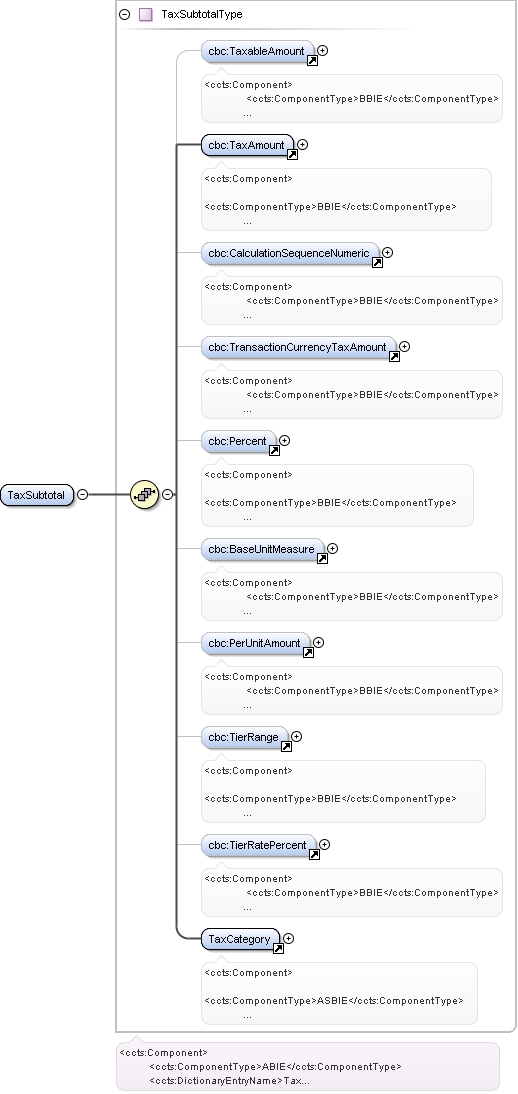 TaxSubtotalType
cbc:TaxableAmount
<ccts:Component>
<ccts:ComponentType>BBIE</ccts:ComponentType>
...
cbc:TaxAmount
<ccts:Component>
<ccts:ComponentType>BBIE</ccts:ComponentType>
...
cbc:CalculationSequenceNumeric
<ccts:Component>
<ccts:ComponentType>BBIE</ccts:ComponentType>
...
cbc:TransactionCurrencyTaxAmount
<ccts:Component>
<ccts:ComponentType>BBIE</ccts:ComponentType>
...
cbc:Percent
<ccts:Component>
<ccts:ComponentType>BBIE</ccts:ComponentType>
...
TaxSubtotal
cbc:BaseUnitMeasure
<ccts:Component>
<ccts:ComponentType>BBIE</ccts:ComponentType>
...
cbc:PerUnitAmount
<ccts:Component>
<ccts:ComponentType>BBIE</ccts:ComponentType>
...
cbc:TierRange
<ccts:Component>
<ccts:ComponentType>BBIE</ccts:ComponentType>
...
cbc:TierRatePercent
<ccts:Component>
<ccts:ComponentType>BBIE</ccts:ComponentType>
...
TaxCategory
<ccts:Component>
<ccts:ComponentType>ASBIE</ccts:ComponentType>
...
<ccts:Component>
<ccts:ComponentType>ABIE</ccts:ComponentType>
<ccts:DictionaryEntryName>Tax...